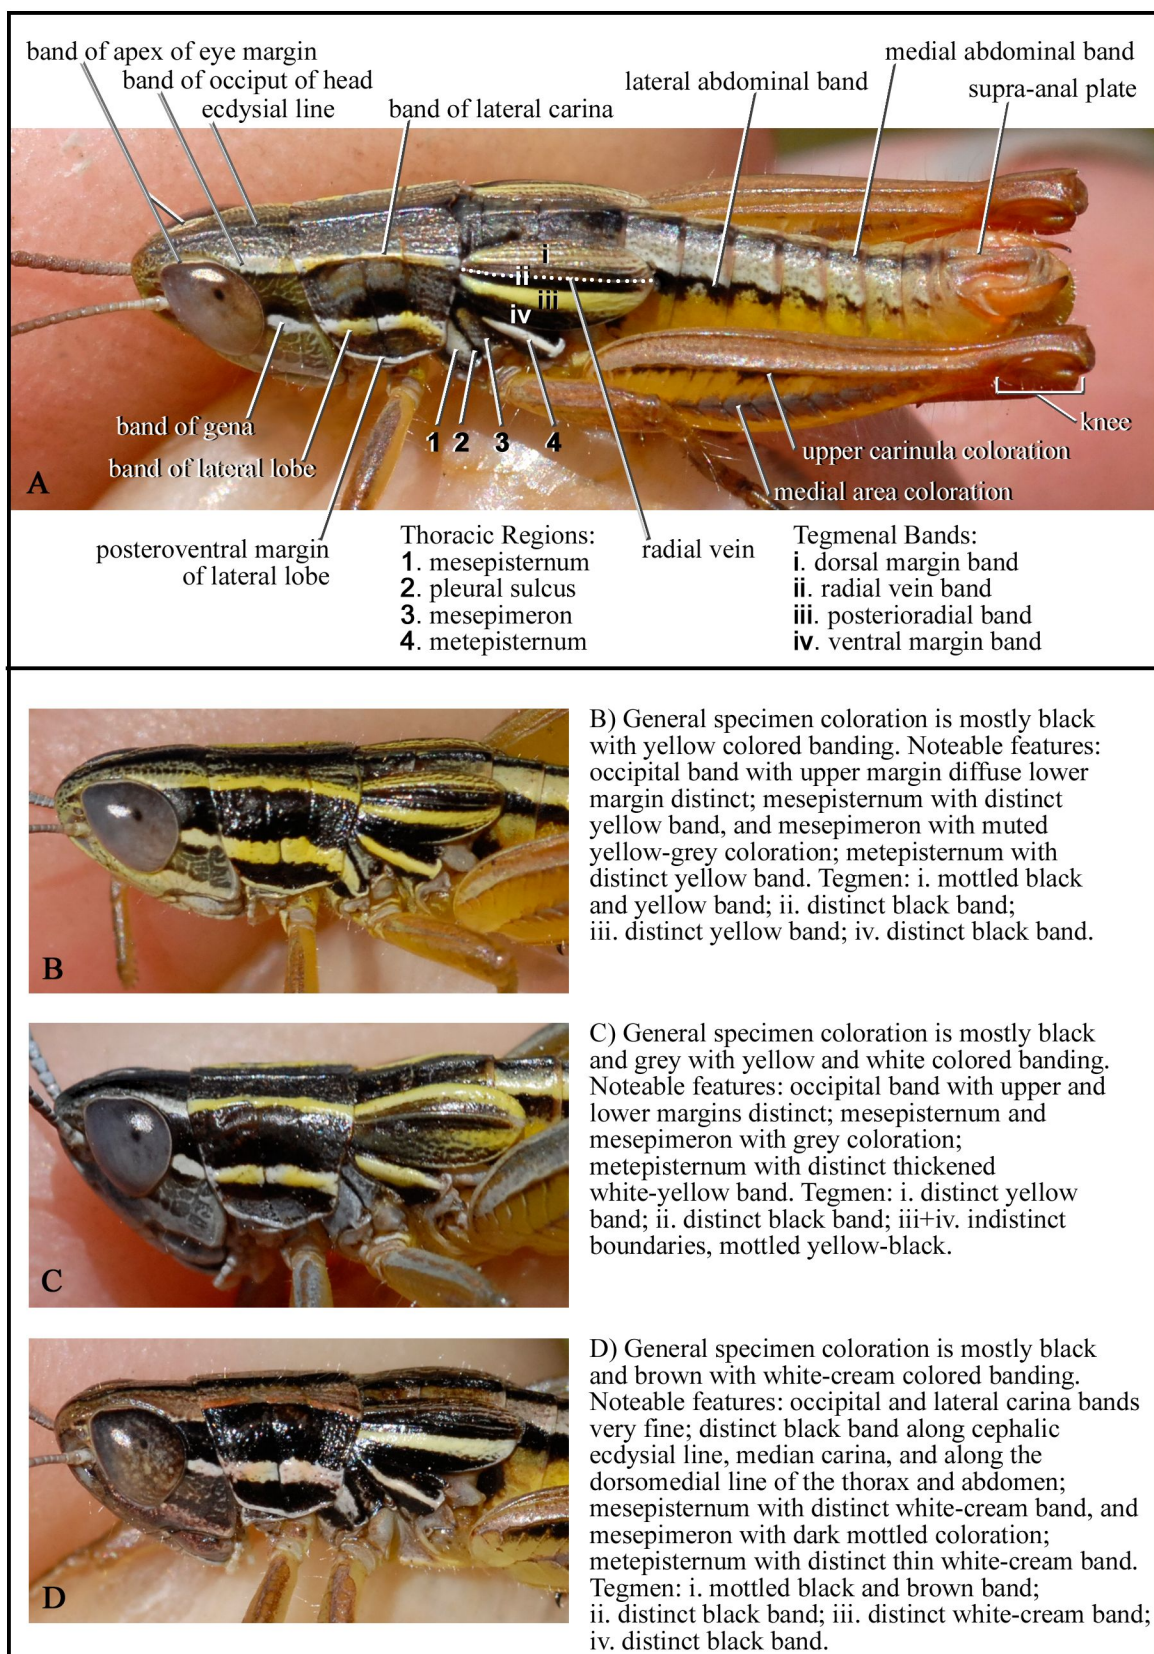 band of apex of eye margin
band of occiput of head
ecdysial line
band of lateral carina
lateral abdominal band
medial abdominal band
supra-anal plate
i
ii
iii
iv
band of gena
band of lateral lobe
1 2 3 4
knee
upper carinula coloration
medial area coloration
A
posteroventral margin
of lateral lobe
radial vein
Thoracic Regions:
1. mesepisternum
2. pleural sulcus
3. mesepimeron
4. metepisternum
Tegmenal Bands:
i. dorsal margin band
ii. radial vein band
iii. posterioradial band
iv. ventral margin band
B
B) General specimen coloration is mostly black
with yellow colored banding. Noteable features:
occipital band with upper margin diffuse lower
margin distinct; mesepisternum with distinct
yellow band, and mesepimeron with muted
yellow-grey coloration; metepisternum with
distinct yellow band. Tegmen: i. mottled black
and yellow band; ii. distinct black band;
iii. distinct yellow band; iv. distinct black band.
C
C) General specimen coloration is mostly black
and grey with yellow and white colored banding.
Noteable features: occipital band with upper and
lower margins distinct; mesepisternum and
mesepimeron with grey coloration;
metepisternum with distinct thickened
white-yellow band. Tegmen: i. distinct yellow
band; ii. distinct black band; iii+iv. indistinct
boundaries, mottled yellow-black.
D
D) General specimen coloration is mostly black
and brown with white-cream colored banding.
Noteable features: occipital and lateral carina bands
very fine; distinct black band along cephalic
ecdysial line, median carina, and along the
dorsomedial line of the thorax and abdomen;
mesepisternum with distinct white-cream band, and
mesepimeron with dark mottled coloration;
metepisternum with distinct thin white-cream band.
Tegmen: i. mottled black and brown band;
ii. distinct black band; iii. distinct white-cream band;
iv. distinct black band.